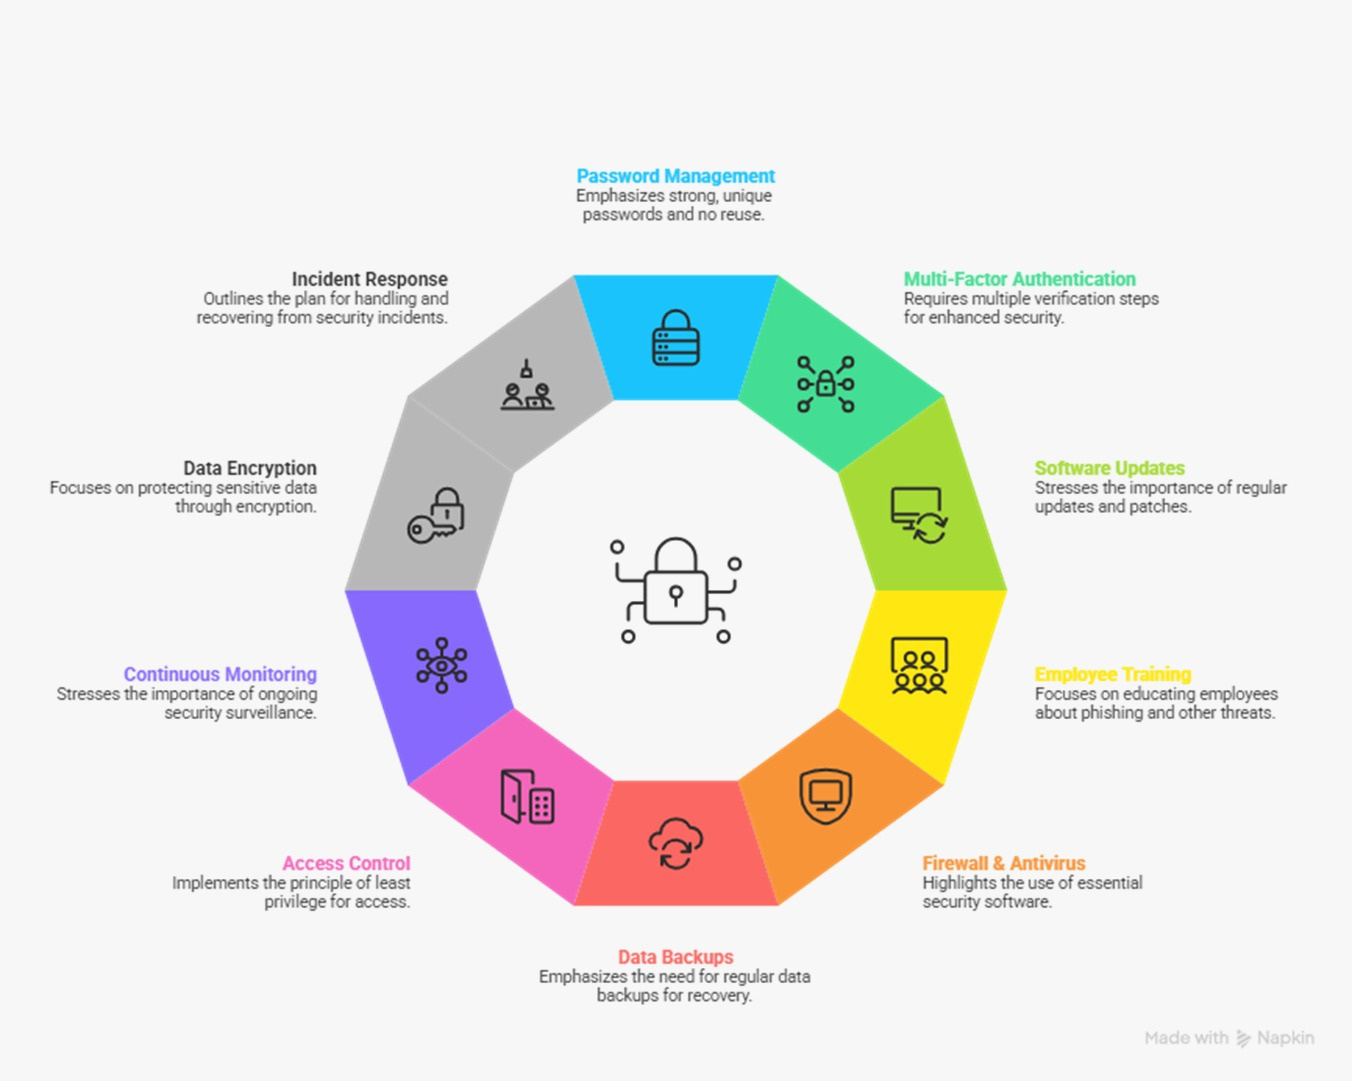 Password Management
Emphasizes strong, unique
passwords and no reuse.
Multi-Factor Authentication
Requires multiple verification steps
for enhanced security.
Software Updates
Stresses the importance of regular
updates and patches.
Employee Training
Focuses on educating employees
about phishing and other threats.
Firewall & Antivirus
Highlights the use of essential
security software.
Data Backups
Emphasizes the need for regular data
backups for recovery.
Access Control
Implements the principle of least
privilege for access.
Continuous Monitoring
Stresses the importance of ongoing
security surveillance.
Data Encryption
Focuses on protecting sensitive data
through encryption.
Incident Response
Outlines the plan for handling and
recovering from security incidents.
Made with Napkin